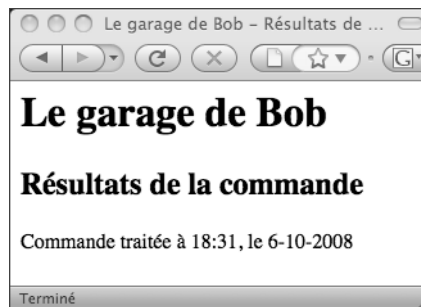 Le garage de Bob – Résultats de ...
G
Le garage de Bob
Résultats de la commande
Commande traitée à 18:31, le 6-10-2008
Terminé